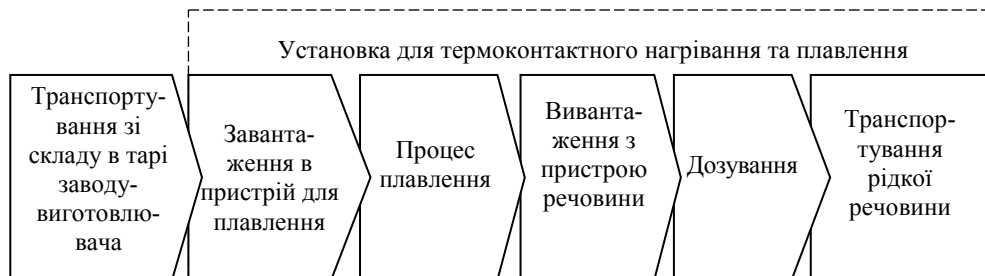 Установка для термоконтактного нагрівання та плавлення
Транспорту-
вання зі
складу в тарі
заводу-
виготовлю-
вача
Заванта-
ження в
пристрій для
плавлення
Процес
плавлення
Виванта-
ження з
пристрою
речовини
Дозування
Транспор-
тування
рідкої
речовини